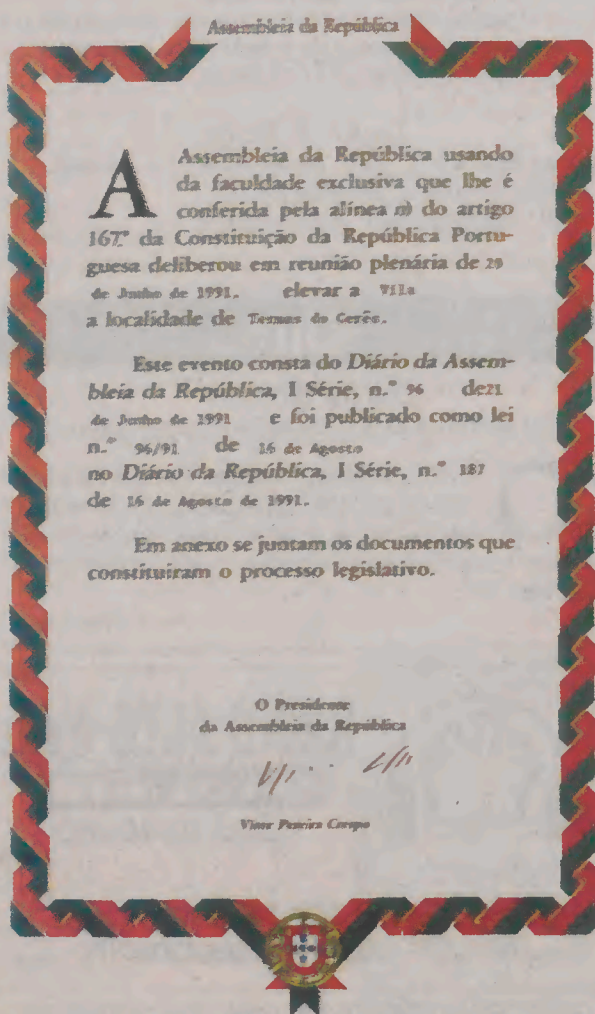 Assembleia da República
A Assembleia da República usando
da faculdade exclusiva que lhe é
conferida pela alínea n) do artigo
167.º da Constituição da República Portu-
guesa deliberou em reunião plenária de 20
de Junho de 1991. elevar a Vila
a localidade de Termas do Gerês.
Este evento consta do Diário da Assem-
bleia da República, I Série, n.º 96 de21
de Junho de 1991 e foi publicado como lei
n.º 96/91 de 16 de Agosto
no Diário da República, I Série, n.º 187
de 16 de Agosto de 1991.
Em anexo se juntam os documentos que
constituiram o processo legislativo.
O Presidente
da Assembleia da República
Vítor Pereira Crespo